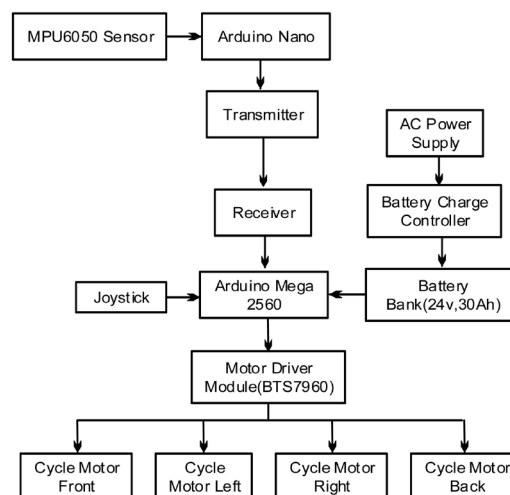 MPU6050 Sensor
Arduino Nano
Transmitter
AC Power
Supply
Receiver
Battery Charge
Controller
Joystick
Arduino Mega
2560
Battery
Bank(24v,30Ah)
Motor Driver
Module(BTS7960)
Cycle Motor
Front
Cycle
Motor Left
Cycle Motor
Right
Cycle Motor
Back